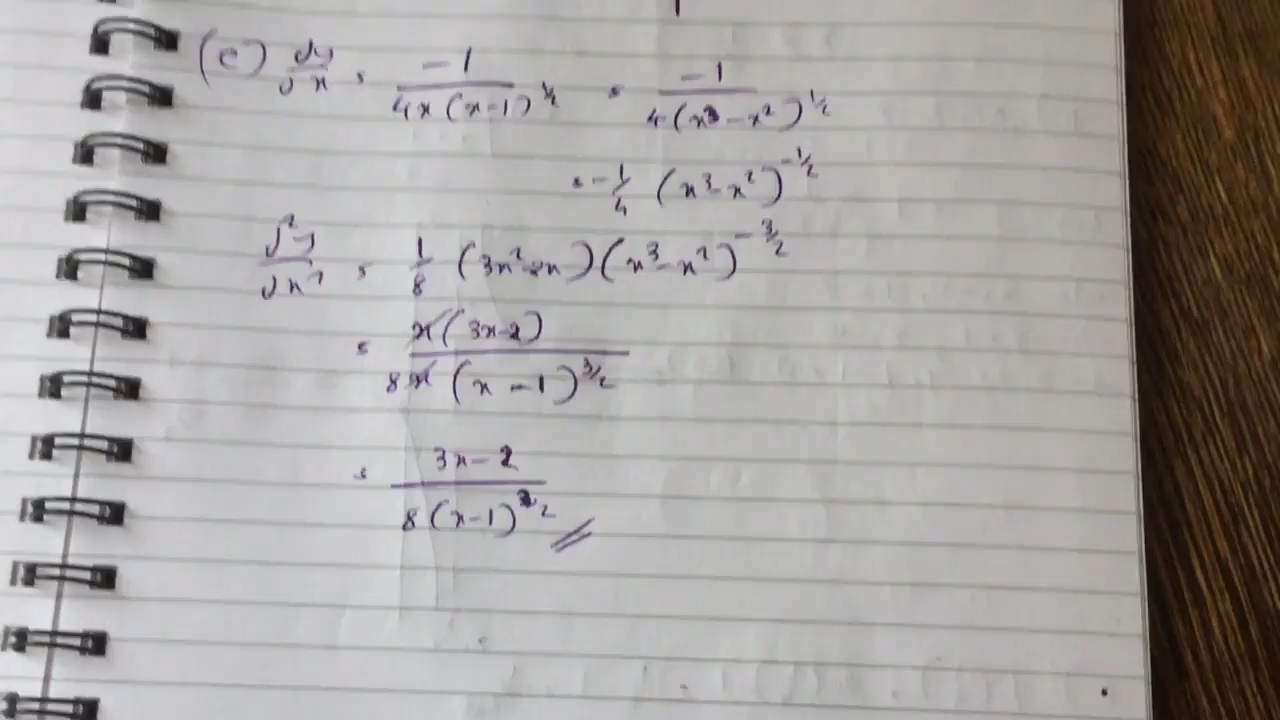 (c) dy/dx = -1/4x(x-1)^½ = -1/4(x³-x²)^½
= -1/4 (x³-x²)^-½
d²y/dx² = 1/8 (3x²-2x)(x³-x²)^-3/2
= x(3x-2)/8x(x-1)^3/2
= 3x-2/8(x-1)^3/2